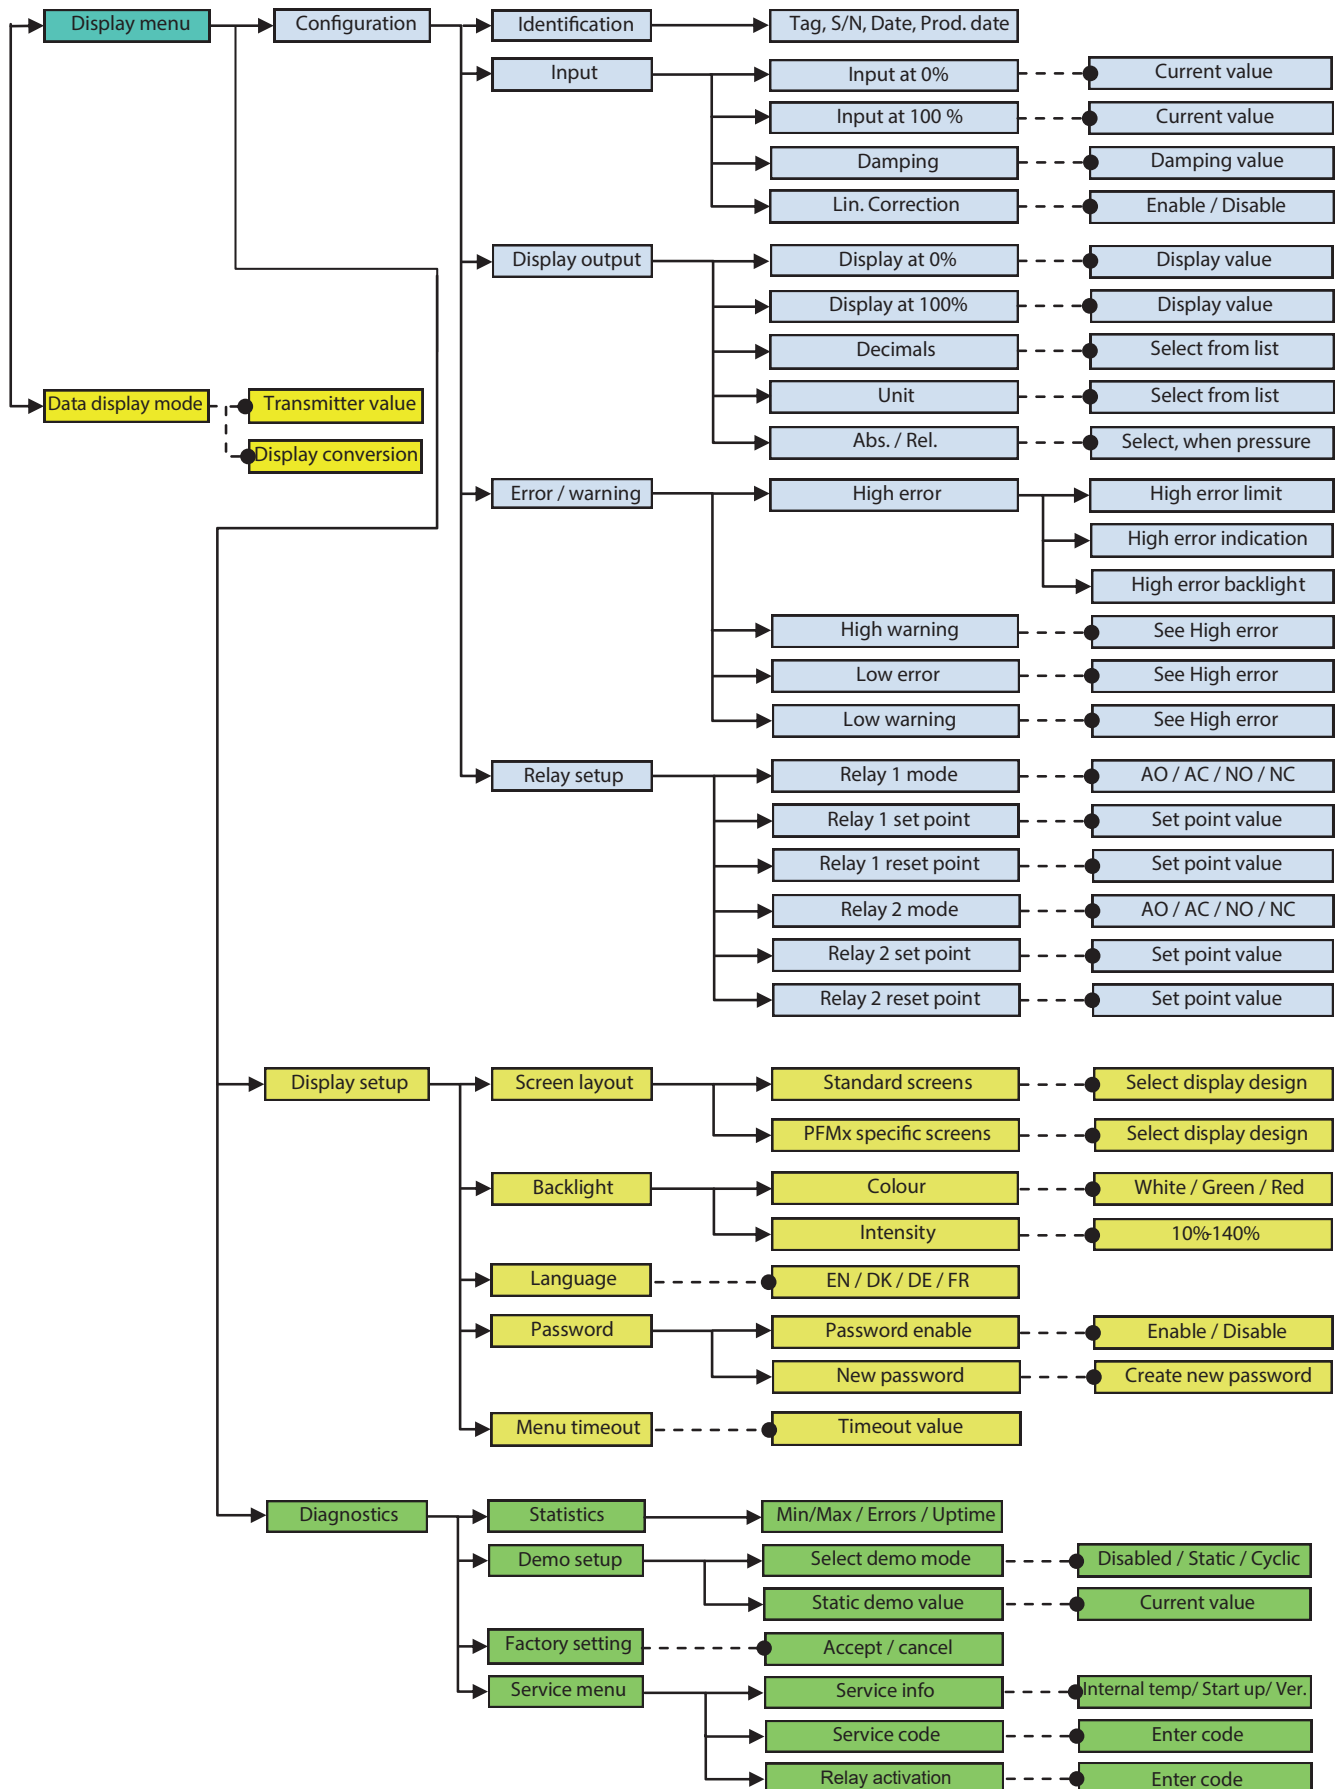 Display menu
Configuration
Identification
Tag, S/N, Date, Prod. date
Input
Input at 0%
Current value
Input at 100 %
Current value
Damping
Damping value
Lin. Correction
Enable / Disable
Display output
Display at 0%
Display value
Display at 100%
Display value
Decimals
Select from list
Unit
Select from list
Abs. / Rel.
Select, when pressure
Data display mode
Transmitter value
Display conversion
Error / warning
High error
High error limit
High error indication
High error backlight
High warning
See High error
Low error
See High error
Low warning
See High error
Relay setup
Relay 1 mode
AO / AC / NO / NC
Relay 1 set point
Set point value
Relay 1 reset point
Set point value
Relay 2 mode
AO / AC / NO / NC
Relay 2 set point
Set point value
Relay 2 reset point
Set point value
Display setup
Screen layout
Standard screens
Select display design
PFMx specific screens
Select display design
Backlight
Colour
White / Green / Red
Intensity
10%-140%
Language
EN / DK / DE / FR
Password
Password enable
Enable / Disable
New password
Create new password
Menu timeout
Timeout value
Diagnostics
Statistics
Min/Max / Errors / Uptime
Demo setup
Select demo mode
Disabled / Static / Cyclic
Static demo value
Current value
Factory setting
Accept / cancel
Service menu
Service info
Internal temp/ Start up/ Ver.
Service code
Enter code
Relay activation
Enter code